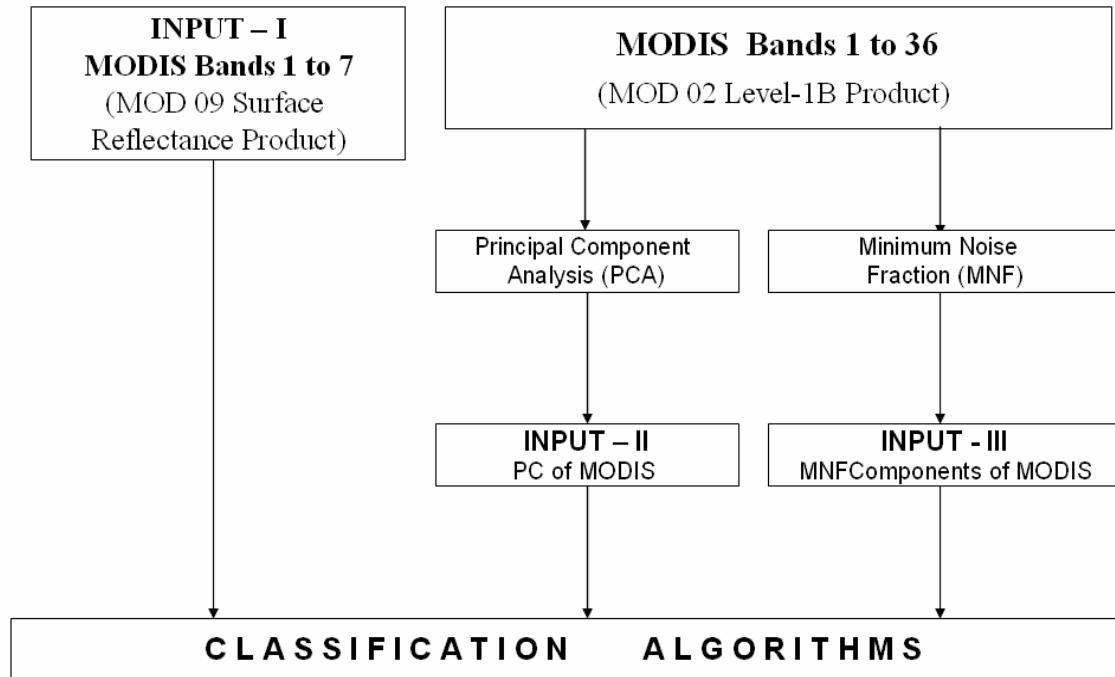 INPUT – I
MODIS Bands 1 to 7
(MOD 09 Surface
Reflectance Product)
MODIS Bands 1 to 36
(MOD 02 Level-1B Product)
Principal Component
Analysis (PCA)
Minimum Noise
Fraction (MNF)
INPUT – II
PC of MODIS
INPUT - III
MNFComponents of MODIS
CLASSIFICATION ALGORITHMS